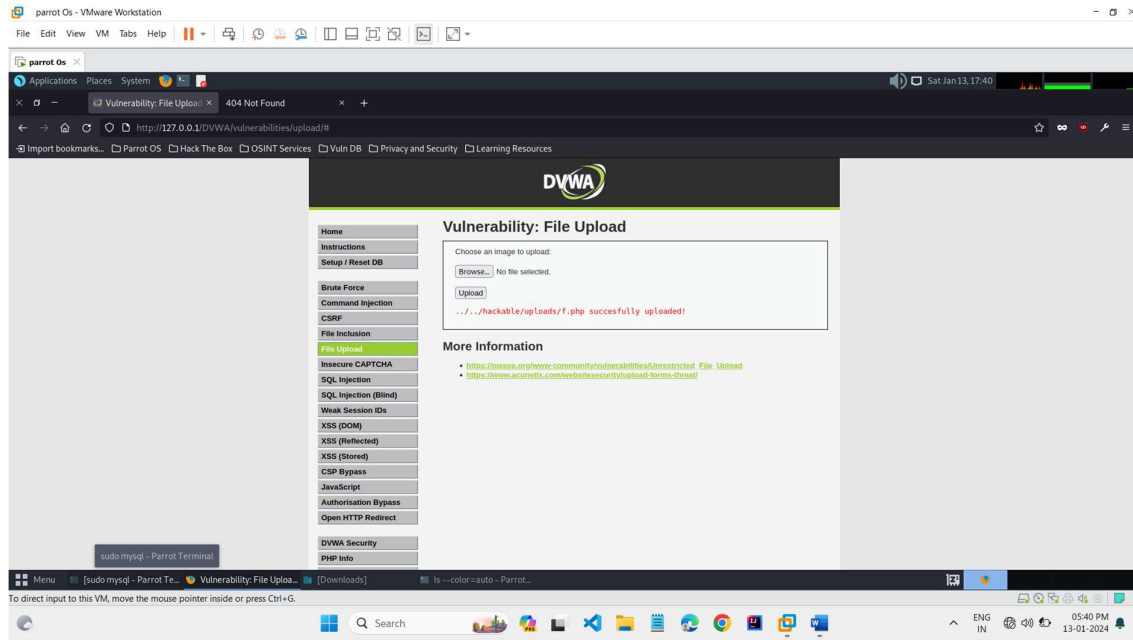 parrot Os - VMware Workstation
File Edit View VM Tabs Help
parrot Os
Applications Places System Sat Jan 13, 17:40
Vulnerability: File Upload 404 Not Found
http://127.0.0.1/DVWA/vulnerabilities/upload/#
Import bookmarks... Parrot OS Hack The Box OSINT Services Vuln DB Privacy and Security Learning Resources
DVWA
Vulnerability: File Upload
Choose an image to upload:
Browse... No file selected.
Upload
../../hackable/uploads/f.php succesfully uploaded!
More Information
https://owasp.org/www-community/vulnerabilities/Unrestricted_File_Upload
https://www.acunetix.com/websitesecurity/upload-forms-threat/
Home
Instructions
Setup / Reset DB
Brute Force
Command Injection
CSRF
File Inclusion
File Upload
Insecure CAPTCHA
SQL Injection
SQL Injection (Blind)
Weak Session IDs
XSS (DOM)
XSS (Reflected)
XSS (Stored)
CSP Bypass
JavaScript
Authorisation Bypass
Open HTTP Redirect
DVWA Security
PHP Info
sudo mysql - Parrot Terminal
Menu [sudo mysql - Parrot Te... Vulnerability: File Uploa... [Downloads] ls --color=auto - Parrot...
To direct input to this VM, move the mouse pointer inside or press Ctrl+G.
Search
ENG
IN
05:40 PM
13-01-2024